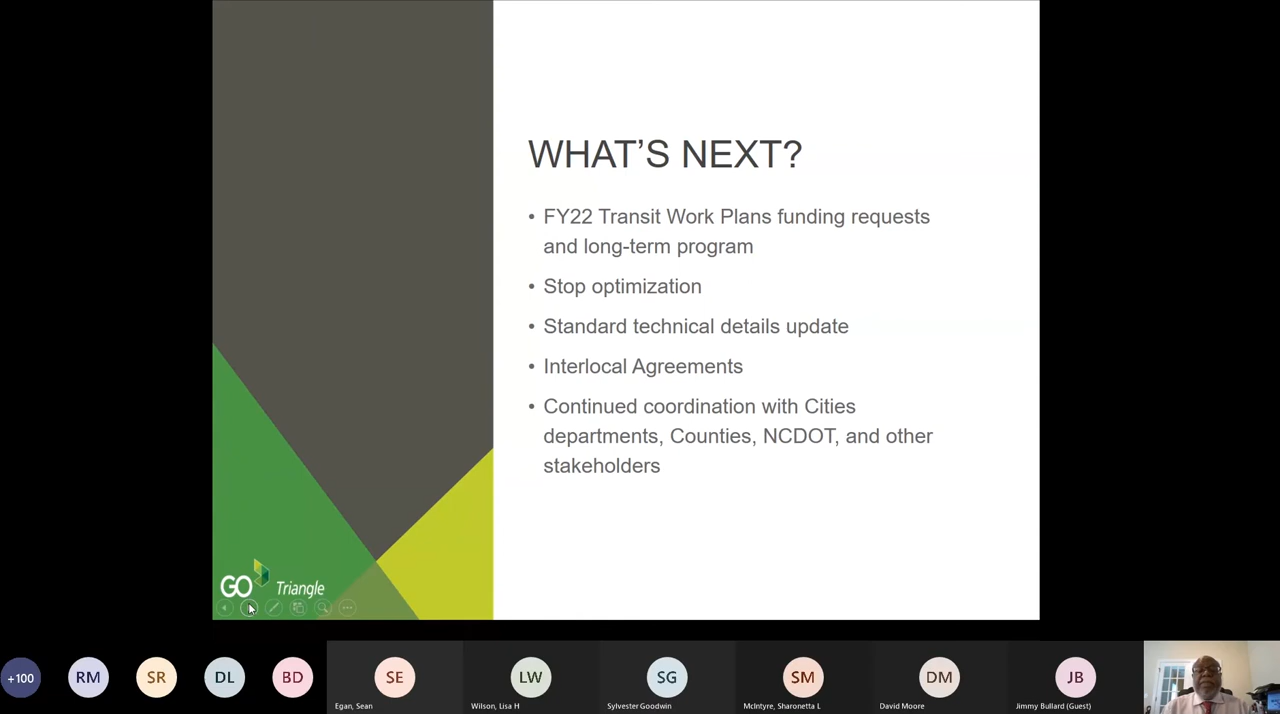 WHAT'S NEXT?
• FY22 Transit Work Plans funding requests
and long-term program
• Stop optimization
• Standard technical details update
• Interlocal Agreements
• Continued coordination with Cities
departments, Counties, NCDOT, and other
stakeholders
GO Triangle
+100 RM SR DL BD SE LW SG SM DM JB
Egan, Sean Wilson, Lisa H Sylvester Goodwin McIntyre, Sharonetta L David Moore Jimmy Bullard (Guest)